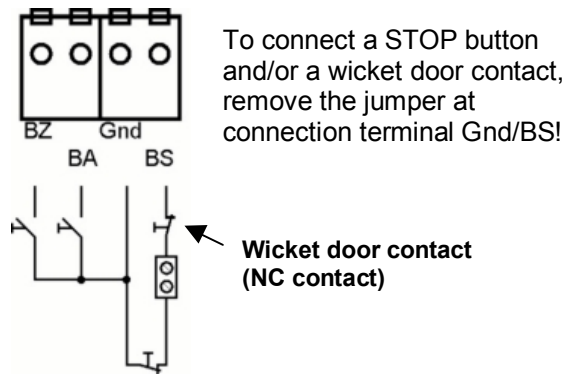 To connect a STOP button
and/or a wicket door contact,
remove the jumper at
connection terminal Gnd/BS!
BZ Gnd
BA BS
Wicket door contact
(NC contact)